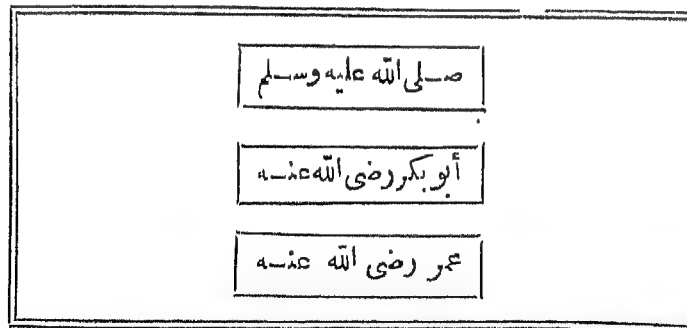 صلى الله عليه وسلم
أبو بكر رضى الله عنه
عمر رضى الله عنه